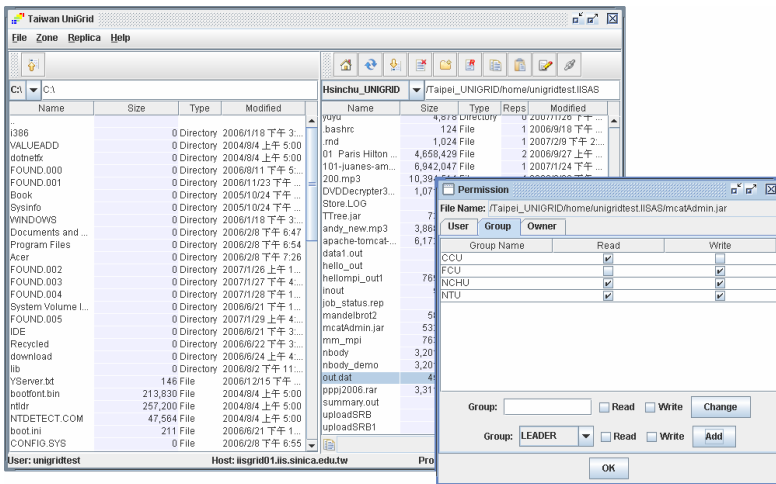 Taiwan UniGrid
File Zone Replica Help
C:\ C:\
Name Size Type Modified
..
i386 0 Directory 2006/1/18 下午 3:...
VALUEADD 0 Directory 2004/8/4 上午 5:00
dotnetfx 0 Directory 2004/8/4 上午 5:00
FOUND.000 0 Directory 2006/8/11 下午 5:...
FOUND.001 0 Directory 2006/11/23 下午 ...
Book 0 Directory 2005/10/24 下午 ...
Sysinfo 0 Directory 2005/10/24 下午 ...
WINDOWS 0 Directory 2006/1/18 下午 3:...
Documents and ... 0 Directory 2006/2/8 下午 6:47
Program Files 0 Directory 2006/2/8 下午 6:54
Acer 0 Directory 2006/2/8 下午 7:26
FOUND.002 0 Directory 2007/1/26 上午 1...
FOUND.003 0 Directory 2007/1/27 下午 4:...
FOUND.004 0 Directory 2007/1/28 下午 1...
System Volume I... 0 Directory 2006/6/21 下午 1...
FOUND.005 0 Directory 2007/1/29 上午 4:...
IDE 0 Directory 2006/6/21 下午 3:...
Recycled 0 Directory 2006/6/22 下午 3:...
download 0 Directory 2006/6/24 上午 4:...
lib 0 Directory 2006/8/2 下午 11:...
YServer.txt 146 File 2006/12/15 下午 ...
bootfont.bin 213,830 File 2004/8/4 上午 5:00
ntldr 257,200 File 2004/8/4 上午 5:00
NTDETECT.COM 47,564 File 2004/8/4 上午 5:00
boot.ini 211 File 2006/6/21 下午 1...
CONFIG.SYS 0 File 2006/2/8 下午 6:55
Hsinchu_UNIGRID /Taipei_UNIGRID/home/unigridtest.IISAS
Name Size Type Reps Modified
yuyu 4,878 Directory 0 2007/1/26 下午 ...
.bashrc 124 File 1 2006/9/18 下午 ...
.rnd 1,024 File 1 2007/2/9 下午 2:...
01 Paris Hilton ... 4,658,429 File 2 2006/9/27 上午 ...
101-juanes-am... 6,942,047 File 1 2007/1/24 下午 ...
200.mp3
DVDDecrypter3...
Store.LOG
TTree.jar
andy_new.mp3
apache-tomcat-...
data1.out
hello_out
hellompi_out1
inout
job_status.rep
mandelbrot2
mcatAdmin.jar
mm_mpi
nbody
nbody_demo
out.dat
pppj2006.rar
summary.out
uploadSRB
uploadSRB1
User: unigridtest Host: iisgrid01.iis.sinica.edu.tw
Permission
File Name: /Taipei_UNIGRID/home/unigridtest.IISAS/mcatAdmin.jar
User Group Owner
Group Name Read Write
CCU
FCU
NCHU
NTU
Group: Read Write Change
Group: LEADER Read Write Add
OK